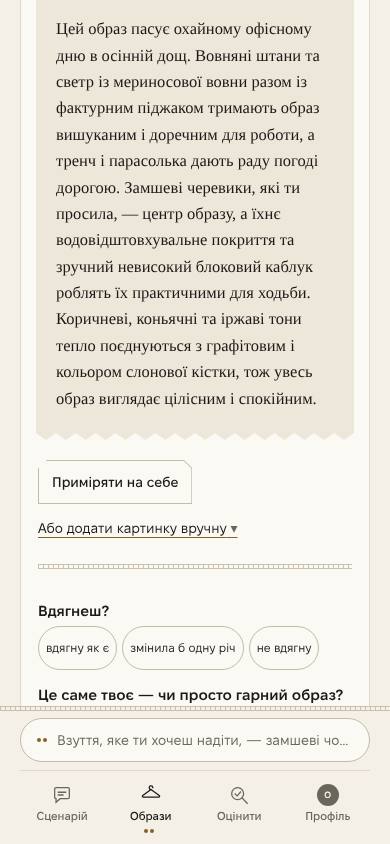 Цей образ пасує охайному офісному
дню в осінній дощ. Вовняні штани та
светр із мериносової вовни разом із
фактурним піджаком тримають образ
вишуканим і доречним для роботи, а
тренч і парасолька дають раду погоді
дорогою. Замшеві черевики, які ти
просила, — центр образу, а їхнє
водовідштовхувальне покриття та
зручний невисокий блоковий каблук
роблять їх практичними для ходьби.
Коричневі, коньячні та іржаві тони
тепло поєднуються з графітовим і
кольором слонової кістки, тож увесь
образ виглядає цілісним і спокійним.
Приміряти на себе
Або додати картинку вручну ▾
Вдягнеш?
вдягну як є змінила б одну річ не вдягну
Це саме твоє — чи просто гарний образ?
Взуття, яке ти хочеш надіти, — замшеві чо...
Сценарій Образи Оцінити О Профіль